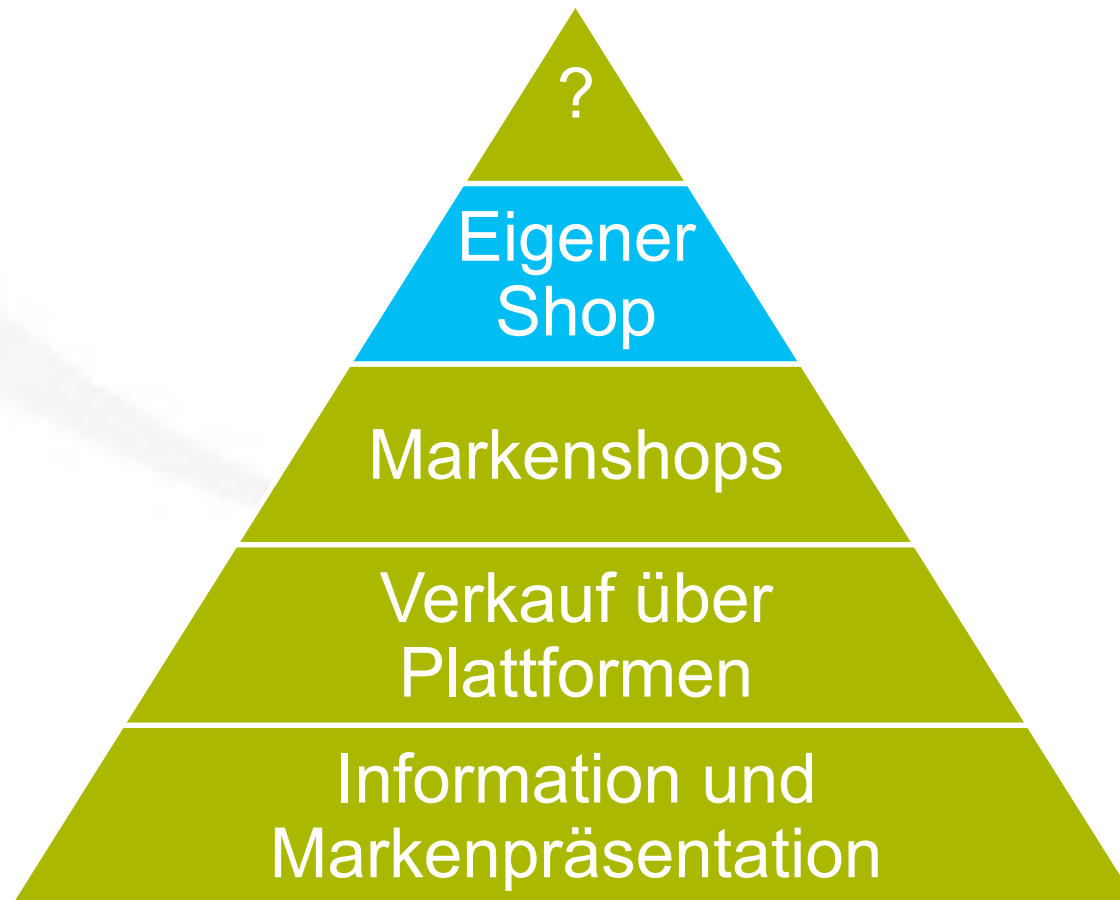 ?
Eigener
Shop
Markenshops
Verkauf über
Plattformen
Information und
Markenpräsentation